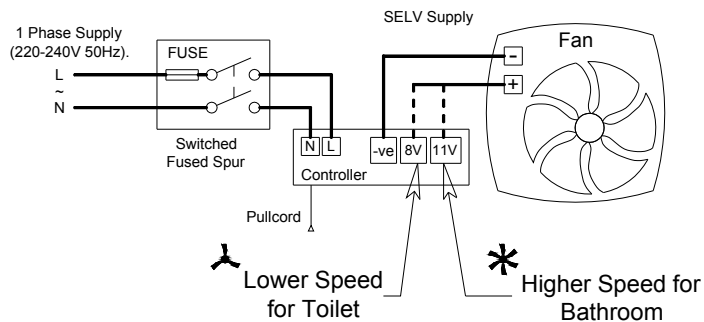 SELV Supply
1 Phase Supply
(220-240V 50Hz).
FUSE
Fan
L
~
N
-
+
Switched
Fused Spur
N L -ve 8V 11V
Controller
Pullcord
Lower Speed
for Toilet
Higher Speed for
Bathroom